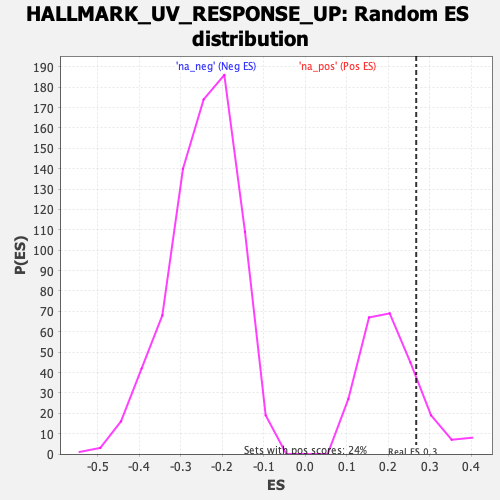 HALLMARK_UV_RESPONSE_UP: Random ES
distribution
'na_neg' (Neg ES)
'na_pos' (Pos ES)
190
180
170
160
150
140
130
120
110
100
90
80
70
60
50
40
30
20
10
0
P(ES)
Sets with pos scores: 24%
Real ES 0.3
-0.5 -0.4 -0.3 -0.2 -0.1 0.0 0.1 0.2 0.3 0.4
ES